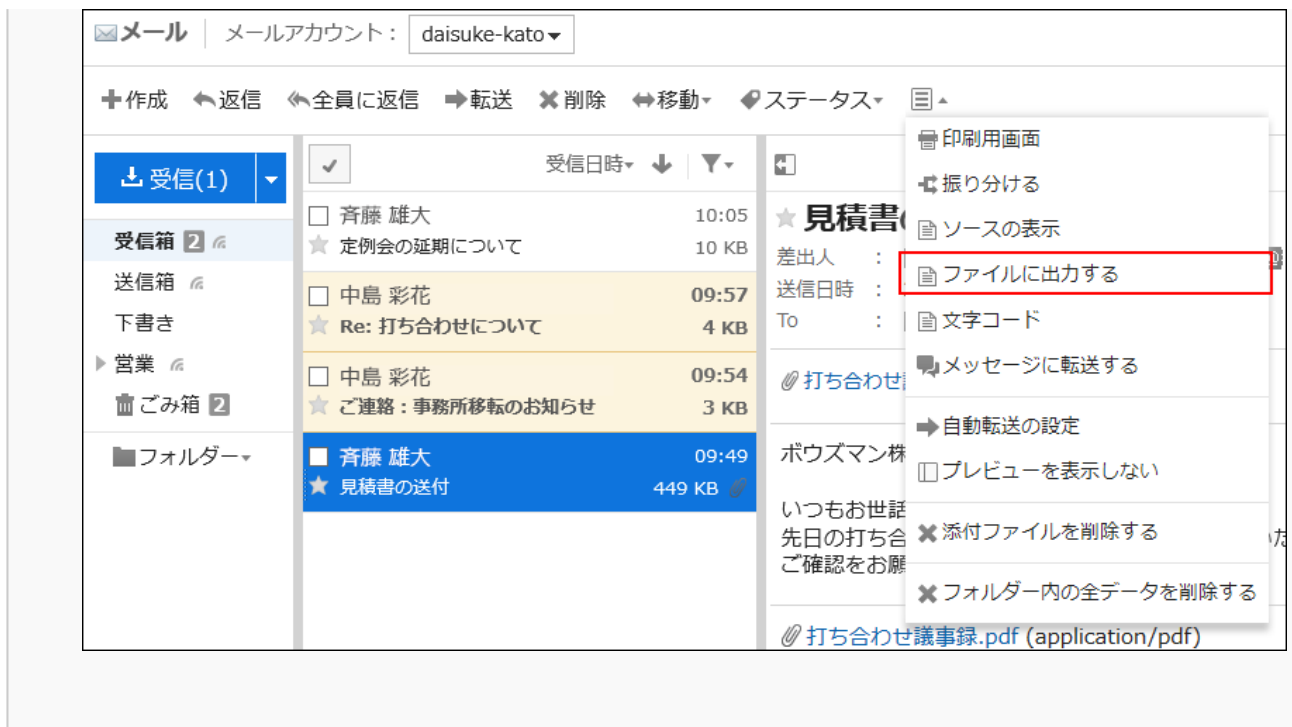 メール メールアカウント： daisuke-kato
作成 返信 全員に返信 転送 削除 移動 ステータス
受信(1)
受信箱 2
送信箱
下書き
営業
ごみ箱 2
フォルダー
受信日時
斉藤 雄大 10:05
定例会の延期について 10 KB
中島 彩花 09:57
Re: 打ち合わせについて 4 KB
中島 彩花 09:54
ご連絡：事務所移転のお知らせ 3 KB
斉藤 雄大 09:49
見積書の送付 449 KB
見積書
差出人 ：
送信日時 ：
To ：
打ち合わせ
ボウズマン株
いつもお世話
先日の打ち合
ご確認をお願
打ち合わせ議事録.pdf (application/pdf)
印刷用画面
振り分ける
ソースの表示
ファイルに出力する
文字コード
メッセージに転送する
自動転送の設定
プレビューを表示しない
添付ファイルを削除する
フォルダー内の全データを削除する